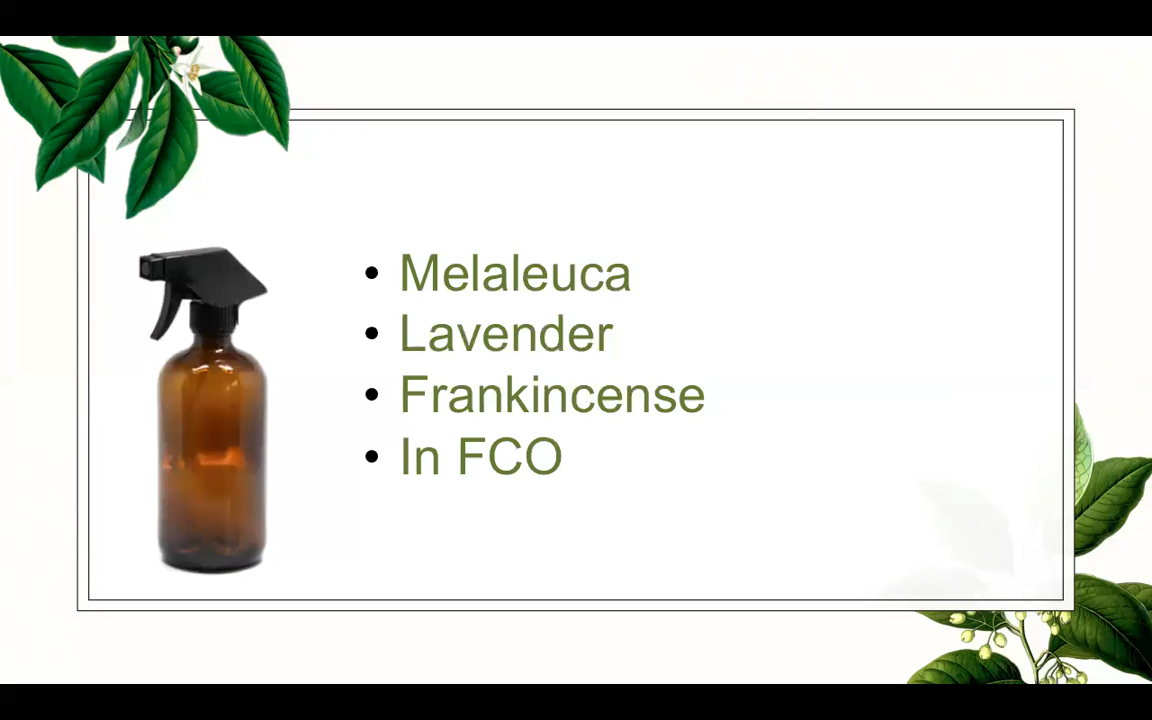 • Melaleuca
• Lavender
• Frankincense
• In FCO